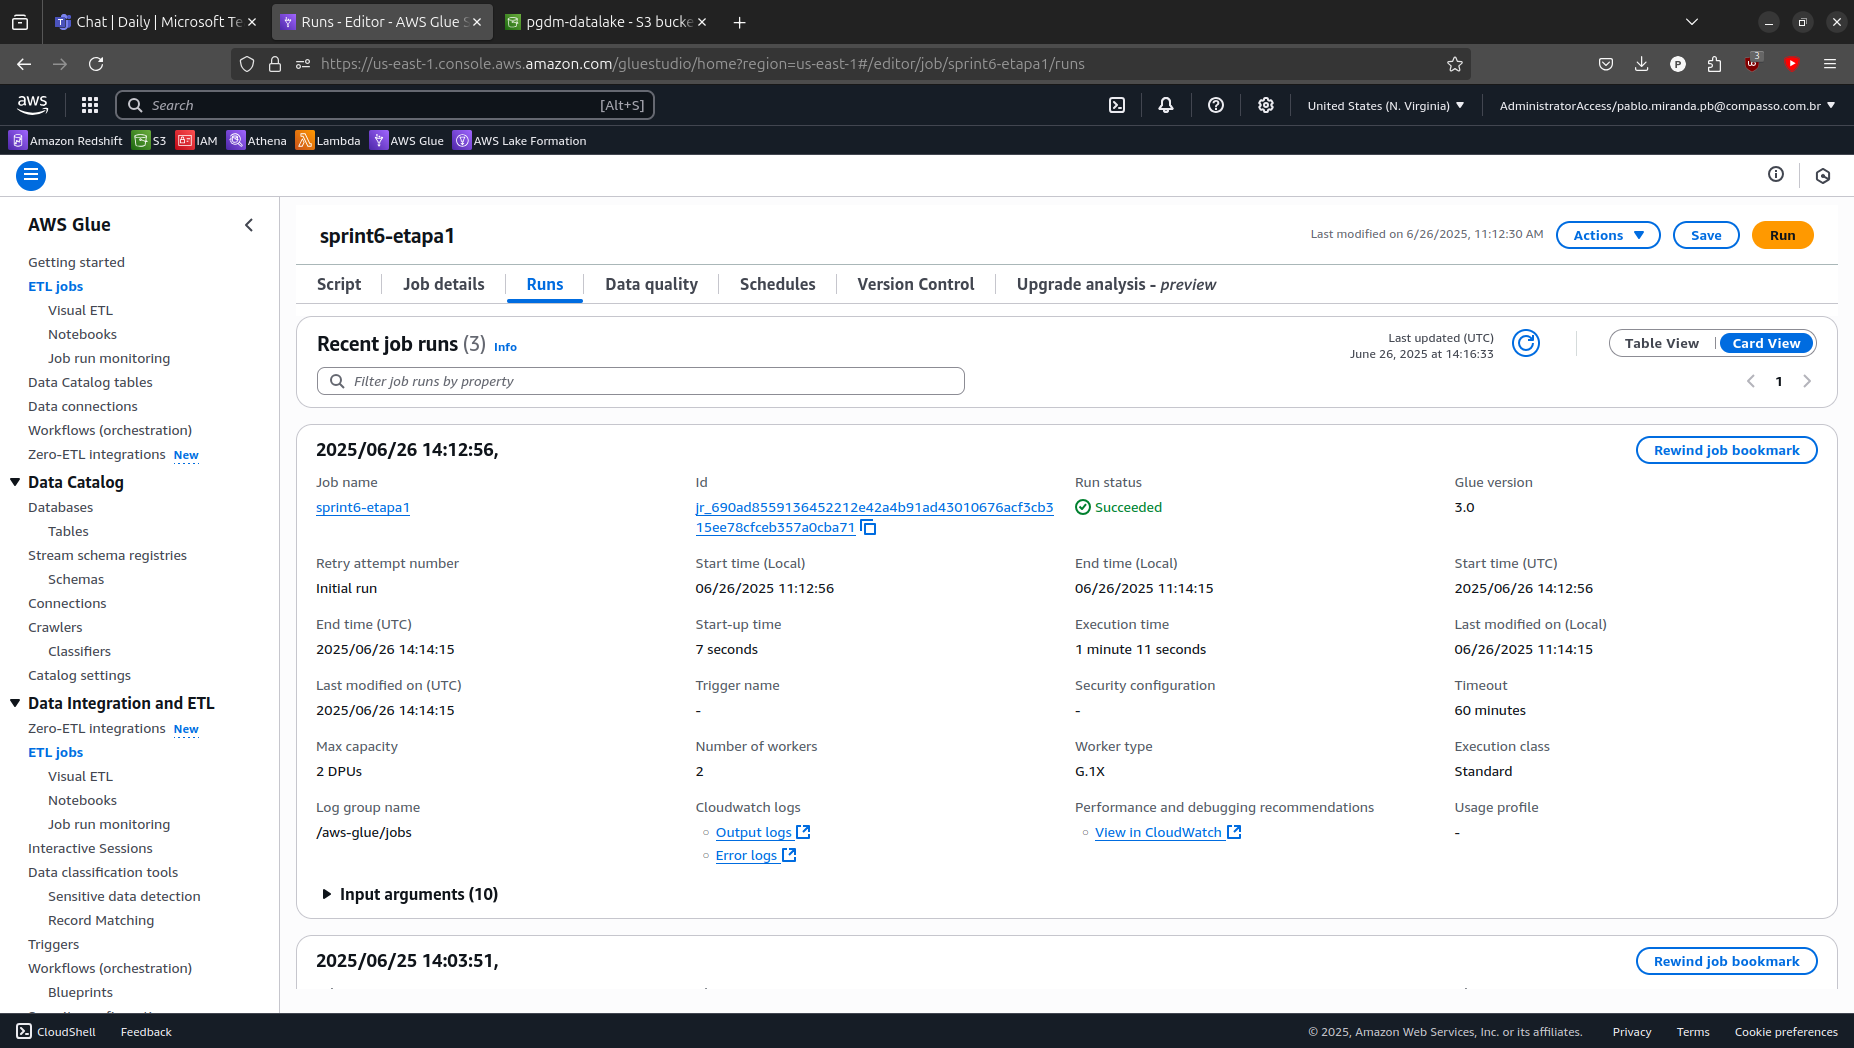 Chat | Daily | Microsoft Te
Runs - Editor - AWS Glue S
pgdm-datalake - S3 bucke
https://us-east-1.console.aws.amazon.com/gluestudio/home?region=us-east-1#/editor/job/sprint6-etapa1/runs
3
aws
Search
[Alt+S]
United States (N. Virginia)
AdministratorAccess/pablo.miranda.pb@compasso.com.br
Amazon Redshift
S3
IAM
Athena
Lambda
AWS Glue
AWS Lake Formation
AWS Glue
Getting started
ETL jobs
Visual ETL
Notebooks
Job run monitoring
Data Catalog tables
Data connections
Workflows (orchestration)
Zero-ETL integrations New
Data Catalog
Databases
Tables
Stream schema registries
Schemas
Connections
Crawlers
Classifiers
Catalog settings
Data Integration and ETL
Zero-ETL integrations New
ETL jobs
Visual ETL
Notebooks
Job run monitoring
Interactive Sessions
Data classification tools
Sensitive data detection
Record Matching
Triggers
Workflows (orchestration)
Blueprints
sprint6-etapa1
Last modified on 6/26/2025, 11:12:30 AM
Actions
Save
Run
Script
Job details
Runs
Data quality
Schedules
Version Control
Upgrade analysis - preview
Recent job runs (3) Info
Last updated (UTC)
June 26, 2025 at 14:16:33
Table View
Card View
Filter job runs by property
1
2025/06/26 14:12:56,
Rewind job bookmark
Job name
sprint6-etapa1
Id
jr_690ad8559136452212e42a4b91ad43010676acf3cb3
15ee78cfceb357a0cba71
Run status
Succeeded
Glue version
3.0
Retry attempt number
Initial run
Start time (Local)
06/26/2025 11:12:56
End time (Local)
06/26/2025 11:14:15
Start time (UTC)
2025/06/26 14:12:56
End time (UTC)
2025/06/26 14:14:15
Start-up time
7 seconds
Execution time
1 minute 11 seconds
Last modified on (Local)
06/26/2025 11:14:15
Last modified on (UTC)
2025/06/26 14:14:15
Trigger name
-
Security configuration
-
Timeout
60 minutes
Max capacity
2 DPUs
Number of workers
2
Worker type
G.1X
Execution class
Standard
Log group name
/aws-glue/jobs
Cloudwatch logs
Output logs
Error logs
Performance and debugging recommendations
View in CloudWatch
Usage profile
-
Input arguments (10)
2025/06/25 14:03:51,
Rewind job bookmark
CloudShell
Feedback
© 2025, Amazon Web Services, Inc. or its affiliates.
Privacy
Terms
Cookie preferences